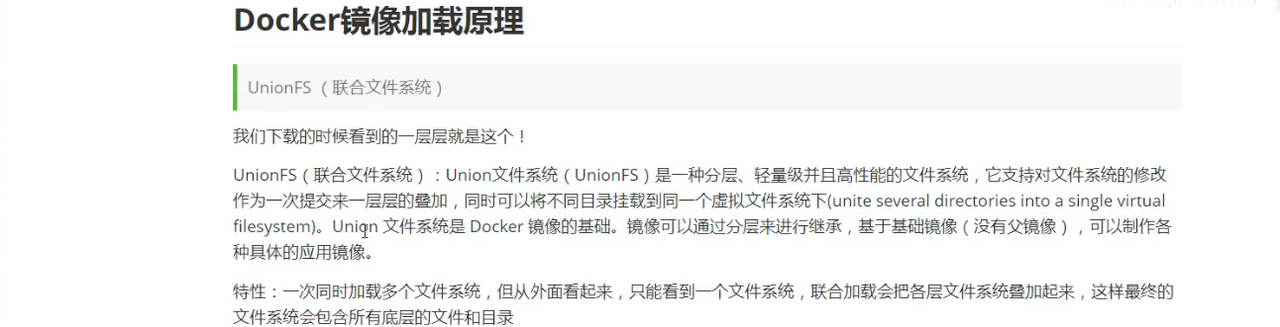 Docker镜像加载原理
UnionFS（联合文件系统）
我们下载的时候看到的一层层就是这个！
UnionFS（联合文件系统）：Union文件系统（UnionFS）是一种分层、轻量级并且高性能的文件系统，它支持对文件系统的修改
作为一次提交来一层层的叠加，同时可以将不同目录挂载到同一个虚拟文件系统下(unite several directories into a single virtual
filesystem)。Union 文件系统是 Docker 镜像的基础。镜像可以通过分层来进行继承，基于基础镜像（没有父镜像），可以制作各
种具体的应用镜像。
特性：一次同时加载多个文件系统，但从外面看起来，只能看到一个文件系统，联合加载会把各层文件系统叠加起来，这样最终的
文件系统会包含所有底层的文件和目录